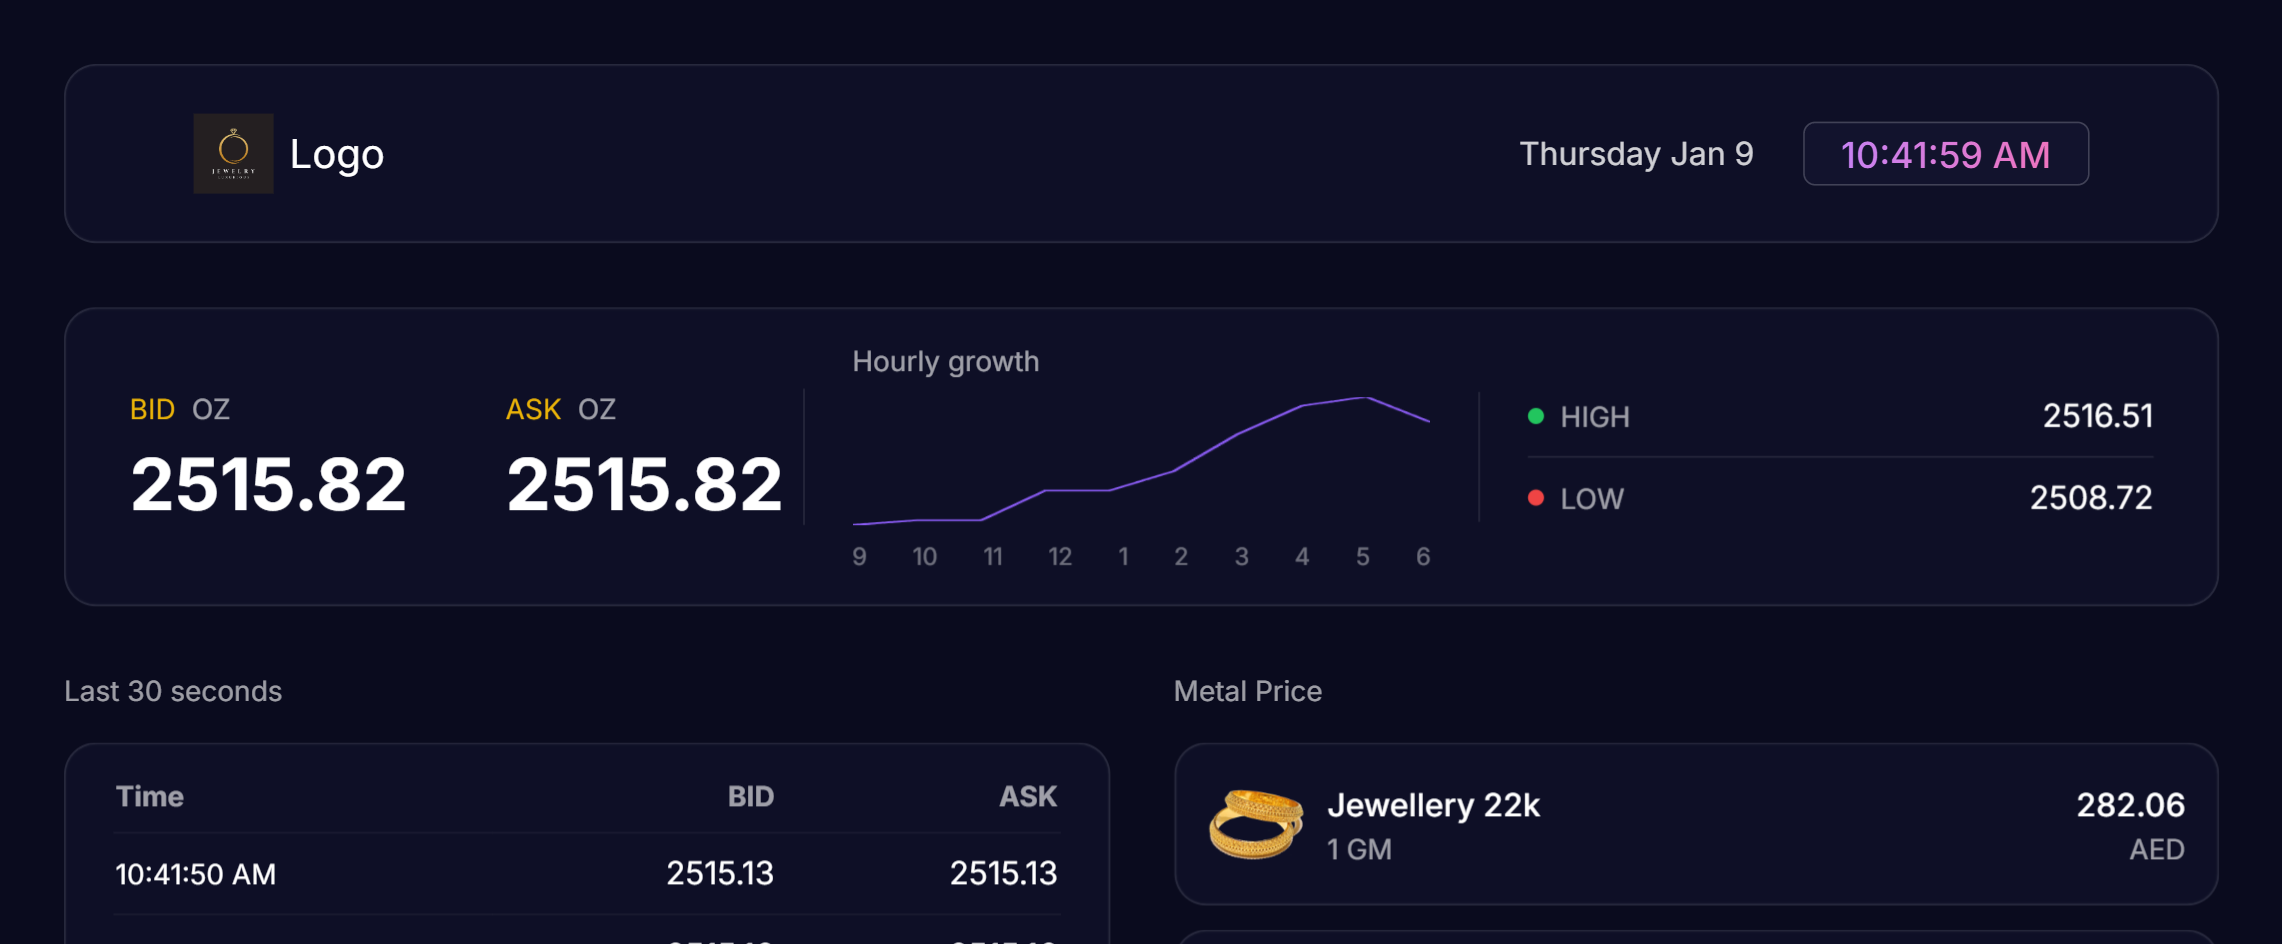 JEWELRY
Logo
Thursday Jan 9
10:41:59 AM
BID OZ
2515.82
ASK OZ
2515.82
Hourly growth
9 10 11 12 1 2 3 4 5 6
HIGH 2516.51
LOW 2508.72
Last 30 seconds
Time BID ASK
10:41:50 AM 2515.13 2515.13
Metal Price
Jewellery 22k 282.06
1 GM AED